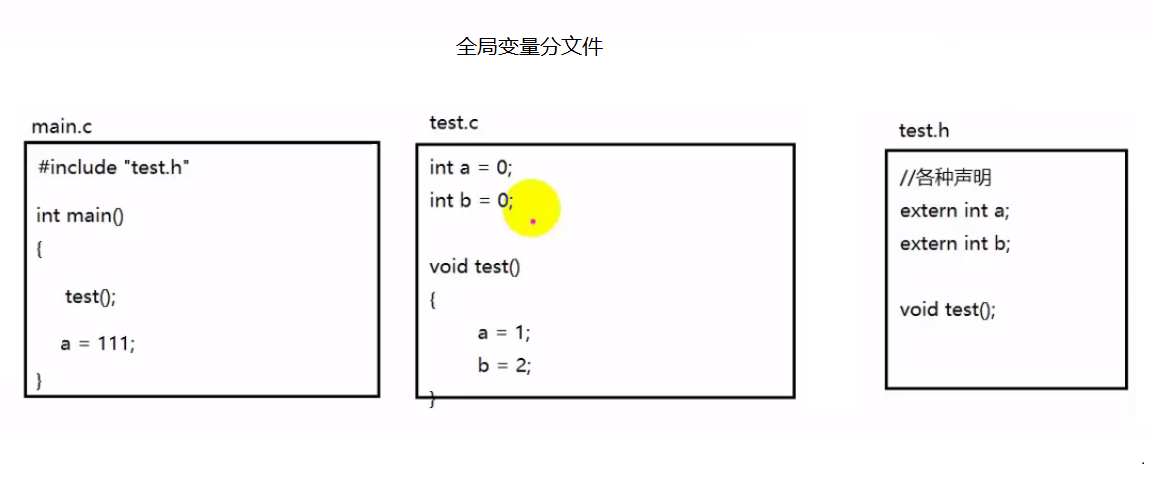 全局变量分文件
main.c
#include "test.h"
int main()
{
test();
a = 111;
}
test.c
int a = 0;
int b = 0;
void test()
{
a = 1;
b = 2;
}
test.h
//各种声明
extern int a;
extern int b;
void test();
.